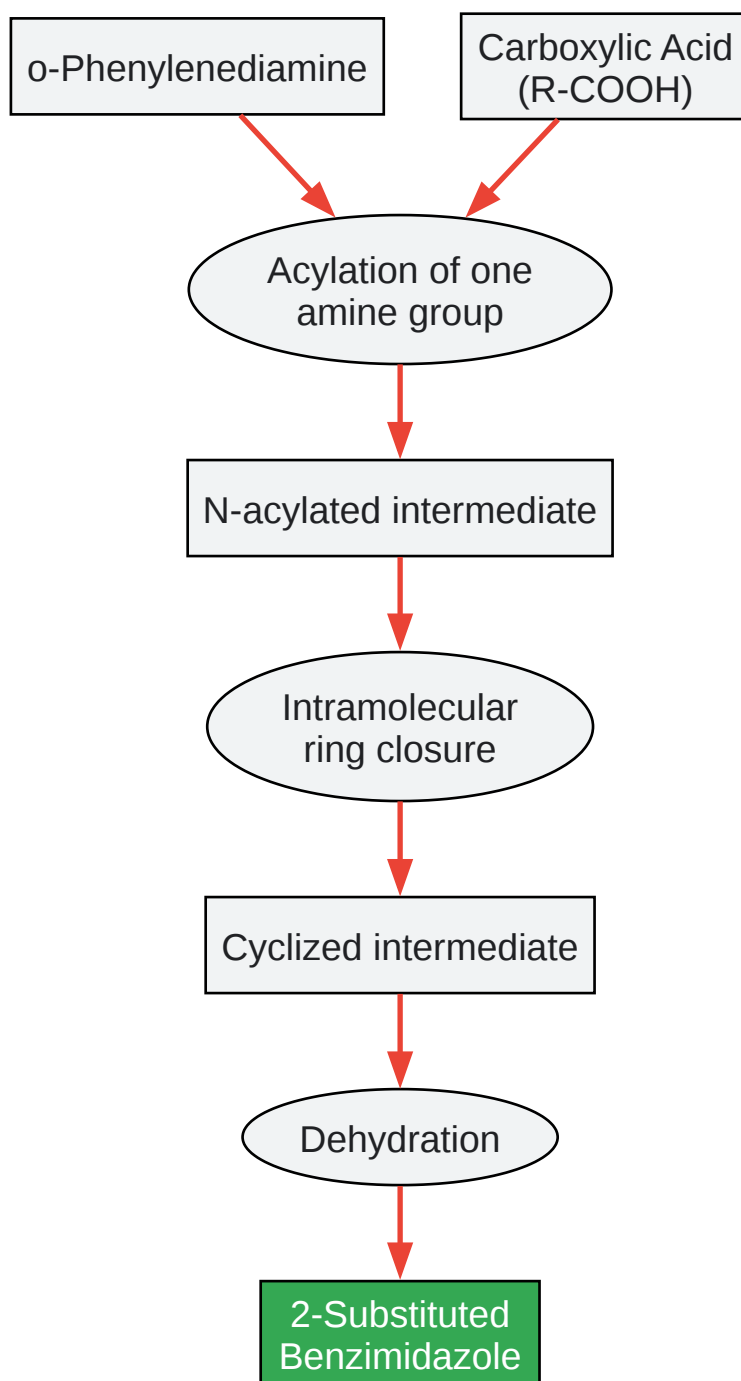 o-Phenylenediamine
Carboxylic Acid
(R-COOH)
Acylation of one
amine group
N-acylated intermediate
Intramolecular
ring closure
Cyclized intermediate
Dehydration
2-Substituted
Benzimidazole